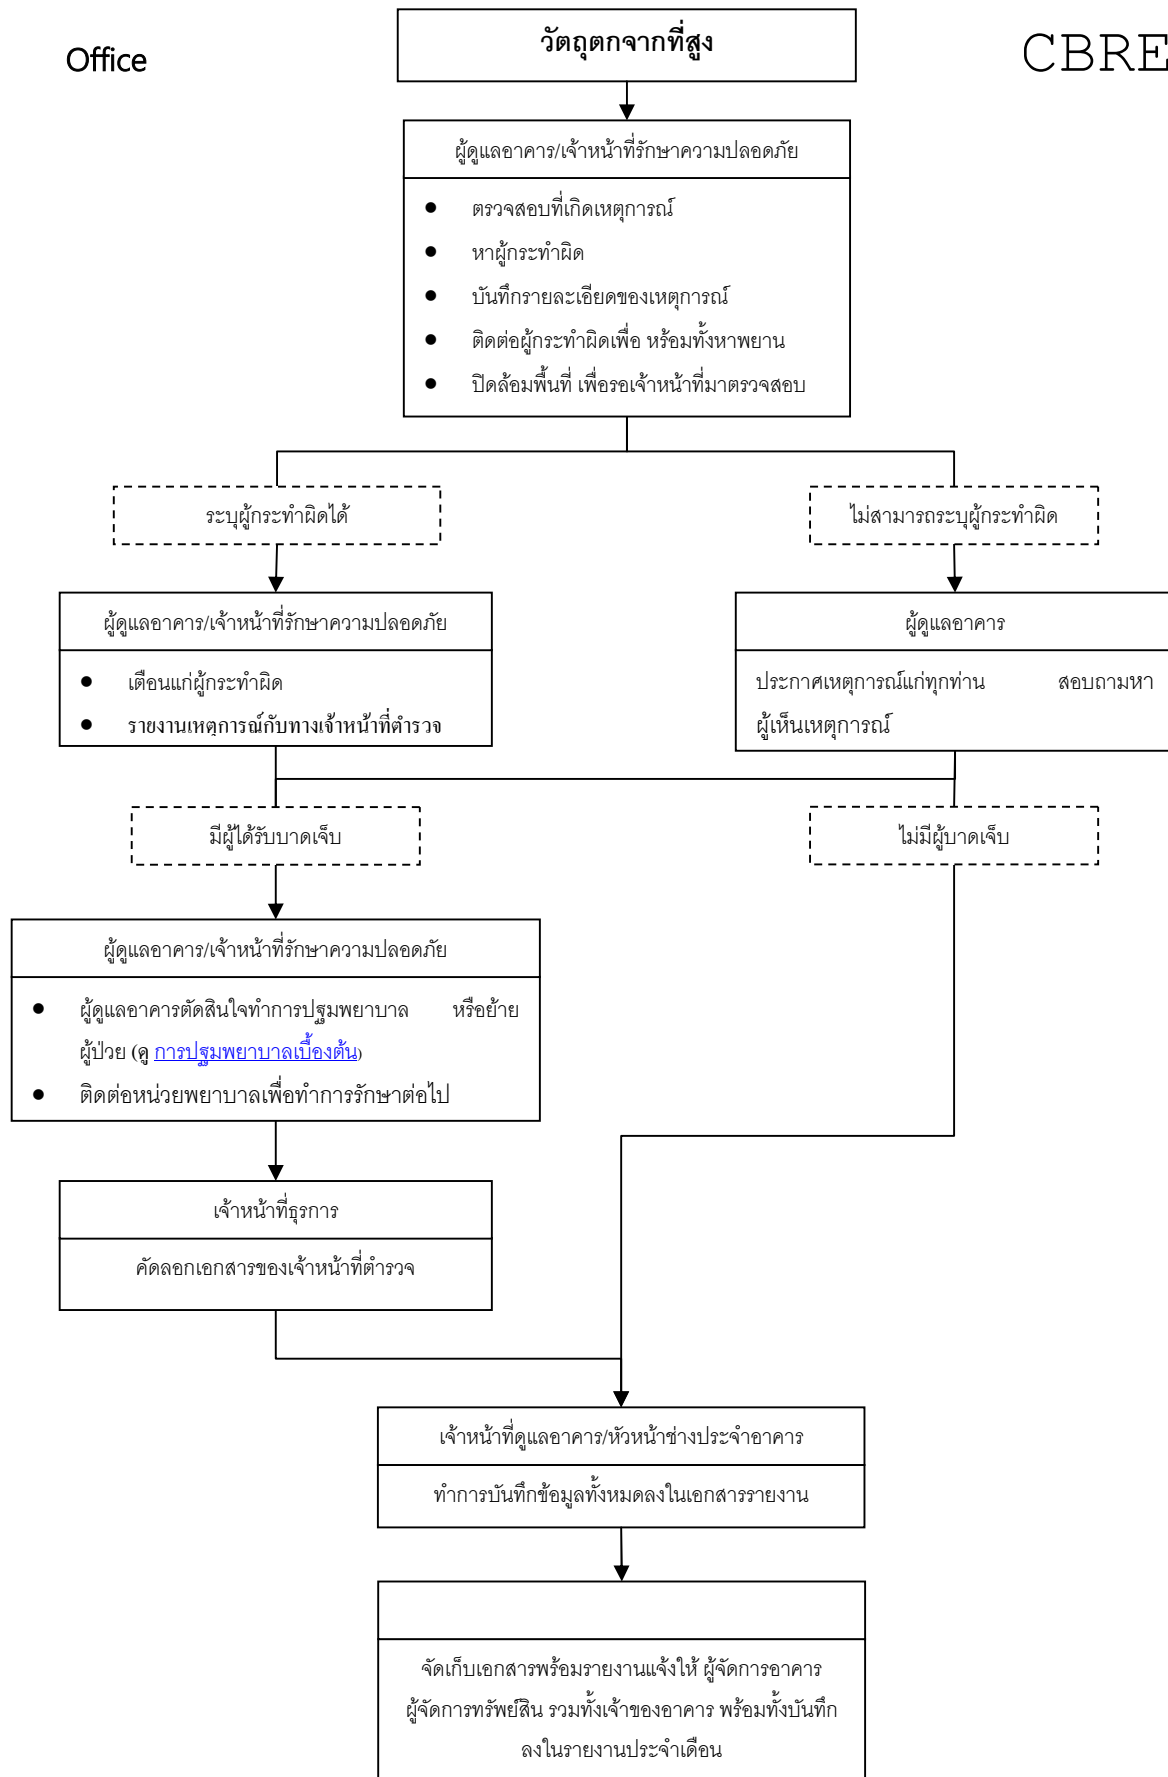 Office
วัตถุตกจากที่สูง
CBRE
ผู้ดูแลอาคาร/เจ้าหน้าที่รักษาความปลอดภัย
● ตรวจสอบที่เกิดเหตุการณ์
● หาผู้กระทำผิด
● บันทึกรายละเอียดของเหตุการณ์
● ติดต่อผู้กระทำผิดเพื่อ หร้อมทั้งหาพยาน
● ปิดล้อมพื้นที่ เพื่อรอเจ้าหน้าที่มาตรวจสอบ
ระบุผู้กระทำผิดได้
ไม่สามารถระบุผู้กระทำผิด
ผู้ดูแลอาคาร/เจ้าหน้าที่รักษาความปลอดภัย
● เตือนแก่ผู้กระทำผิด
● รายงานเหตุการณ์กับทางเจ้าหน้าที่ตำรวจ
ผู้ดูแลอาคาร
ประกาศเหตุการณ์แก่ทุกท่าน สอบถามหา
ผู้เห็นเหตุการณ์
มีผู้ได้รับบาดเจ็บ
ไม่มีผู้บาดเจ็บ
ผู้ดูแลอาคาร/เจ้าหน้าที่รักษาความปลอดภัย
● ผู้ดูแลอาคารตัดสินใจทำการปฐมพยาบาล หรือย้าย
ผู้ป่วย (ดู การปฐมพยาบาลเบื้องต้น)
● ติดต่อหน่วยพยาบาลเพื่อทำการรักษาต่อไป
เจ้าหน้าที่ธุรการ
คัดลอกเอกสารของเจ้าหน้าที่ตำรวจ
เจ้าหน้าที่ดูแลอาคาร/หัวหน้าช่างประจำอาคาร
ทำการบันทึกข้อมูลทั้งหมดลงในเอกสารรายงาน
จัดเก็บเอกสารพร้อมรายงานแจ้งให้ ผู้จัดการอาคาร
ผู้จัดการทรัพย์สิน รวมทั้งเจ้าของอาคาร พร้อมทั้งบันทึก
ลงในรายงานประจำเดือน